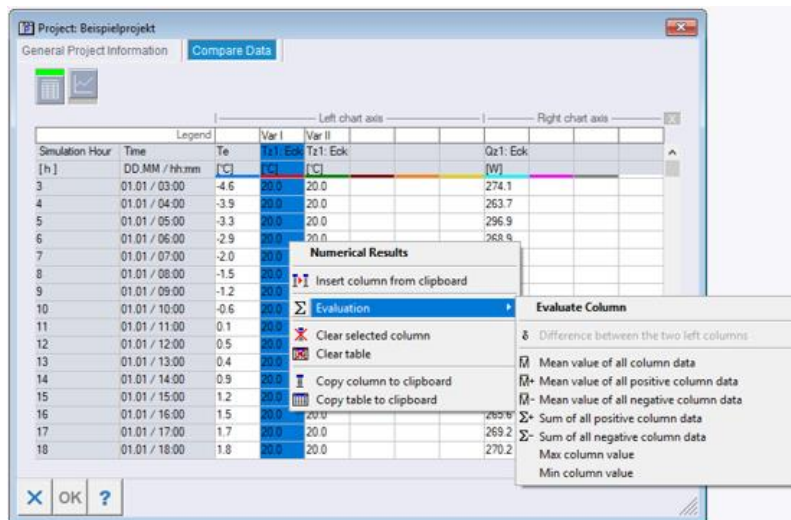 Project: Beispielprojekt
General Project Information Compare Data
Left chart axis Right chart axis
Legend Var I Var II
Simulation Hour Time Te Tz1: Eck Tz1: Eck Qz1: Eck
[h] DD.MM / hh:mm [°C] [°C] [°C] [W]
3 01.01 / 03:00 -4.6 20.0 20.0 274.1
4 01.01 / 04:00 -3.9 20.0 20.0 263.7
5 01.01 / 05:00 -3.3 20.0 20.0 296.9
6 01.01 / 06:00 -2.9 20.0 20.0 268.9
7 01.01 / 07:00 -2.0 20.0
8 01.01 / 08:00 -1.5 20.0
9 01.01 / 09:00 -1.2 20.0
10 01.01 / 10:00 -0.6 20.0
11 01.01 / 11:00 0.1 20.0
12 01.01 / 12:00 0.5 20.0
13 01.01 / 13:00 0.4 20.0
14 01.01 / 14:00 0.9 20.0
15 01.01 / 15:00 1.2 20.0
16 01.01 / 16:00 1.5 20.0 20.0 265.6
17 01.01 / 17:00 1.7 20.0 20.0 269.2
18 01.01 / 18:00 1.8 20.0 20.0 270.2
Numerical Results
Insert column from clipboard
Σ Evaluation
Clear selected column
Clear table
Copy column to clipboard
Copy table to clipboard
Evaluate Column
δ Difference between the two left columns
M Mean value of all column data
M+ Mean value of all positive column data
M- Mean value of all negative column data
Σ+ Sum of all positive column data
Σ- Sum of all negative column data
Max column value
Min column value
OK ?